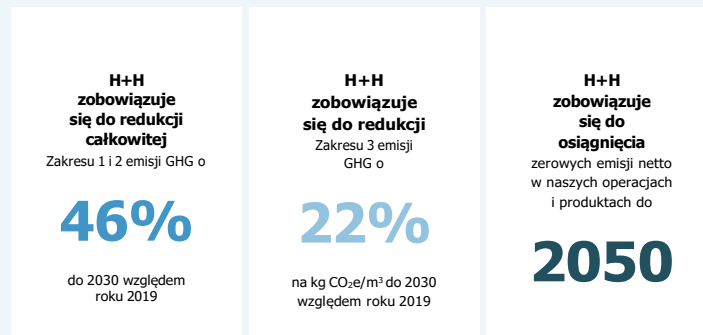 H+H
zobowiązuje
się do redukcji
całkowitej
Zakresu 1 i 2 emisji GHG o
46%
do 2030 względem
roku 2019
H+H
zobowiązuje
się do redukcji
Zakresu 3 emisji
GHG o
22%
na kg CO₂e/m³ do 2030
względem roku 2019
H+H
zobowiązuje
się do
osiągnięcia
zerowych emisji netto
w naszych operacjach
i produktach do
2050